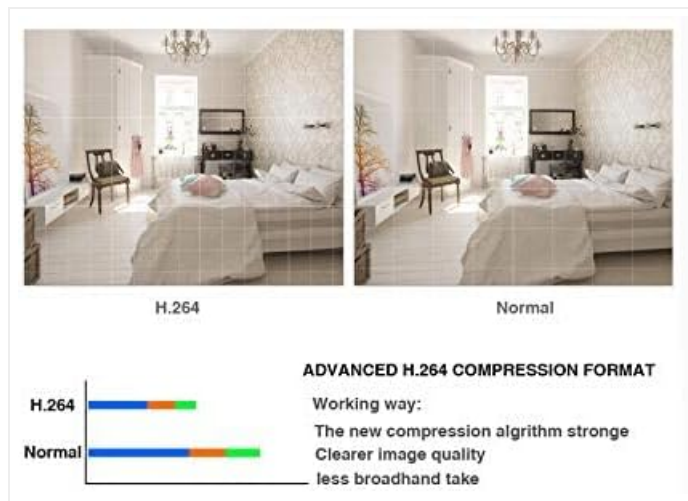 H.264
Normal
ADVANCED H.264 COMPRESSION FORMAT
H.264
Working way:
The new compression algrithm stronge
Normal
Clearer image quality
less broadhand take